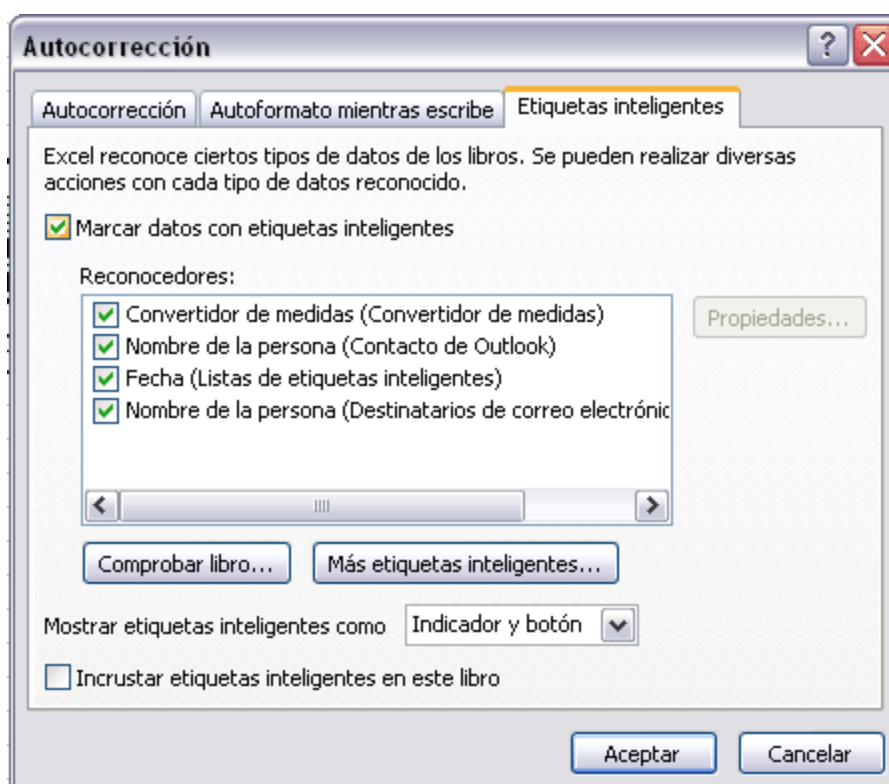 Autocorrección
Autocorrección Autoformato mientras escribe Etiquetas inteligentes
Excel reconoce ciertos tipos de datos de los libros. Se pueden realizar diversas
acciones con cada tipo de datos reconocido.
Marcar datos con etiquetas inteligentes
Reconocedores:
Convertidor de medidas (Convertidor de medidas)
Propiedades...
Nombre de la persona (Contacto de Outlook)
Fecha (Listas de etiquetas inteligentes)
Nombre de la persona (Destinatarios de correo electrónic
Comprobar libro... Más etiquetas inteligentes...
Mostrar etiquetas inteligentes como Indicador y botón
Incrustar etiquetas inteligentes en este libro
Aceptar Cancelar